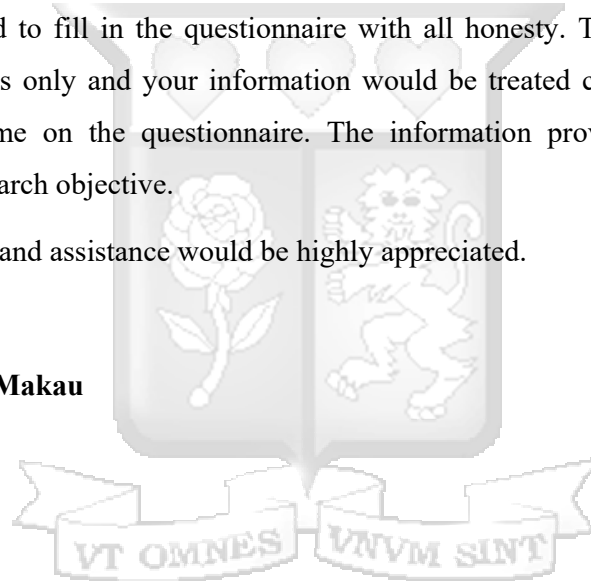 d to fill in the questionnaire with all honesty. T
s only and your information would be treated c
me on the questionnaire. The information prov
arch objective.
and assistance would be highly appreciated.
Makau
VT OMNES VNVM SINT